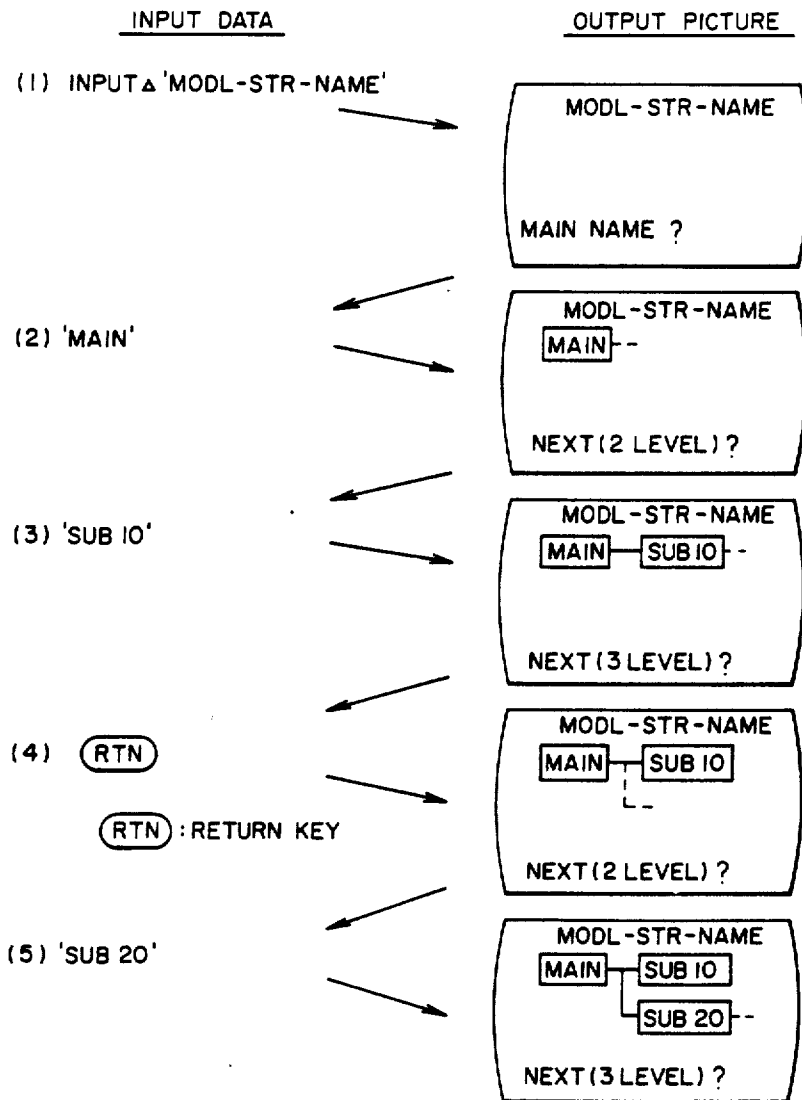 INPUT DATA
OUTPUT PICTURE
(1) INPUT△'MODL-STR-NAME'
MODL-STR-NAME
MAIN NAME ?
(2) 'MAIN'
MODL-STR-NAME
MAIN
NEXT(2 LEVEL)?
(3) 'SUB 10'
MODL-STR-NAME
MAIN SUB 10
NEXT(3 LEVEL)?
(4) RTN
RTN : RETURN KEY
MODL-STR-NAME
MAIN SUB 10
NEXT(2 LEVEL)?
(5) 'SUB 20'
MODL-STR-NAME
MAIN SUB 10
SUB 20
NEXT(3 LEVEL)?